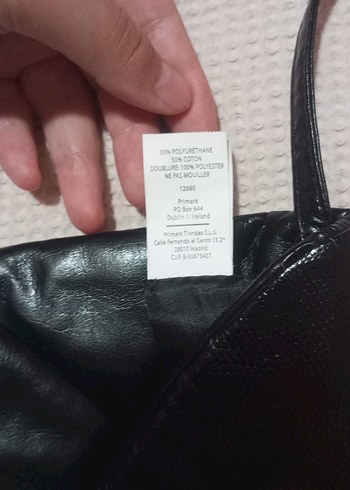 50% POLYURÉTHANE
50% COTON
DOUBLURE: 100% POLYESTER
NE PAS MOUILLER
12680
Primark
PO Box 644
Dublin 1, Ireland
Primark Tiendas S.L.U.
Calle Fernando el Santo 15 2º
28010 Madrid
C.I.F.